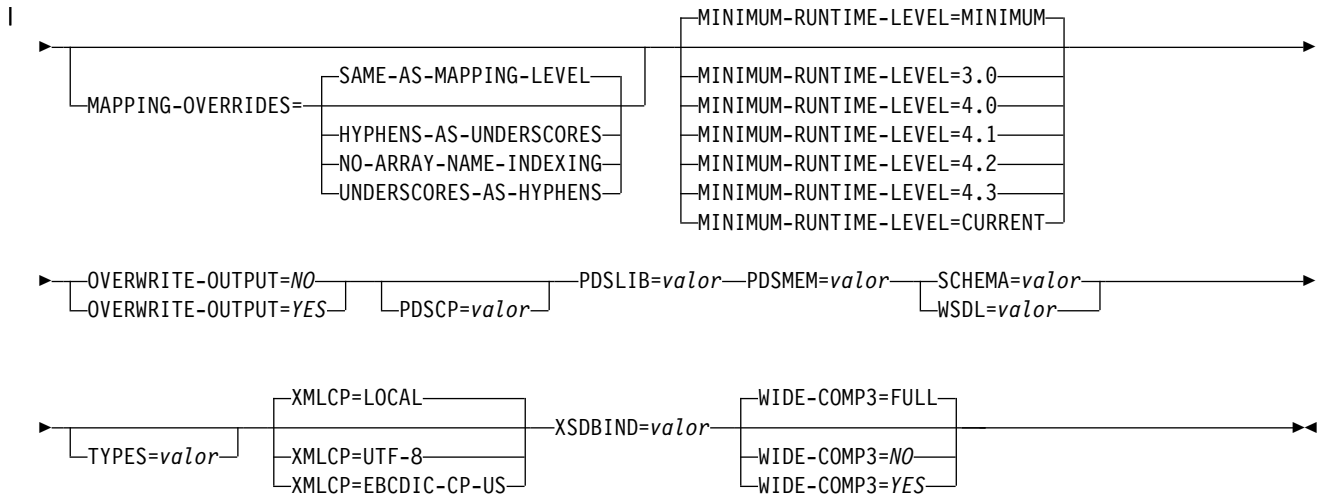 MINIMUM-RUNTIME-LEVEL=MINIMUM
MAPPING-OVERRIDES=
SAME-AS-MAPPING-LEVEL
HYPHENS-AS-UNDERSCORES
NO-ARRAY-NAME-INDEXING
UNDERSCORES-AS-HYPHENS
MINIMUM-RUNTIME-LEVEL=3.0
MINIMUM-RUNTIME-LEVEL=4.0
MINIMUM-RUNTIME-LEVEL=4.1
MINIMUM-RUNTIME-LEVEL=4.2
MINIMUM-RUNTIME-LEVEL=4.3
MINIMUM-RUNTIME-LEVEL=CURRENT
OVERWRITE-OUTPUT=NO
OVERWRITE-OUTPUT=YES
PDSCP=valor
PDSLIB=valor
PDSMEM=valor
SCHEMA=valor
WSDL=valor
TYPES=valor
XMLCP=LOCAL
XMLCP=UTF-8
XMLCP=EBCDIC-CP-US
XSDBIND=valor
WIDE-COMP3=FULL
WIDE-COMP3=NO
WIDE-COMP3=YES